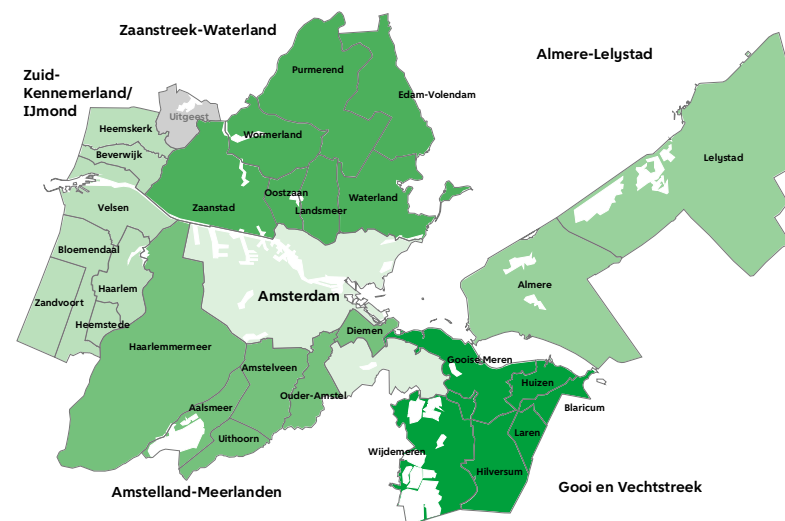 Zaanstreek-Waterland
Almere-Lelystad
Zuid-
Kennemerland/
IJmond
Purmerend
Edam-Volendam
Uitgeest
Heemskerk
Wormerland
Beverwijk
Lelystad
Oostzaan
Waterland
Velsen
Zaanstad
Landsmeer
Bloemendaal
Almere
Haarlem
Amsterdam
Zandvoort
Heemstede
Diemen
Haarlemmermeer
Gooise Meren
Amstelveen
Huizen
Ouder-Amstel
Aalsmeer
Blaricum
Laren
Uithoorn
Wijdemeren
Hilversum
Amstelland-Meerlanden
Gooi en Vechtstreek